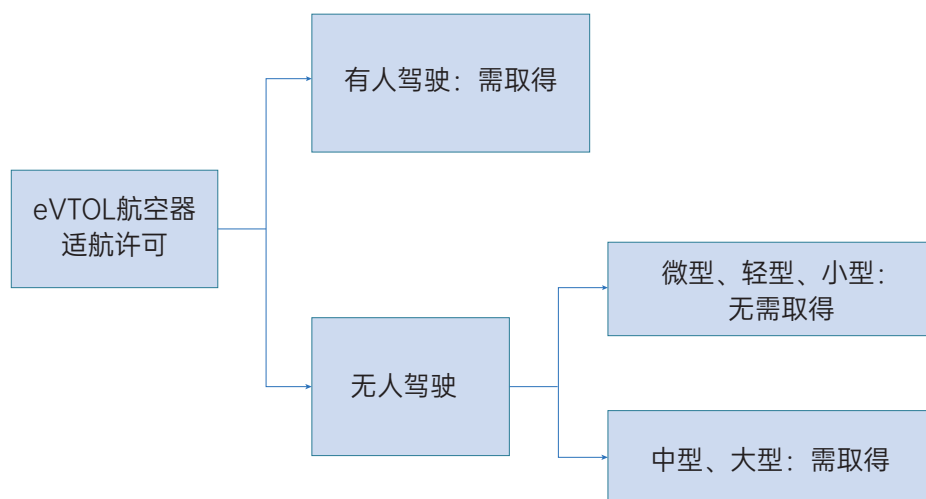 有人驾驶：需取得
eVTOL航空器
适航许可
微型、轻型、小型：
无需取得
无人驾驶
中型、大型：需取得